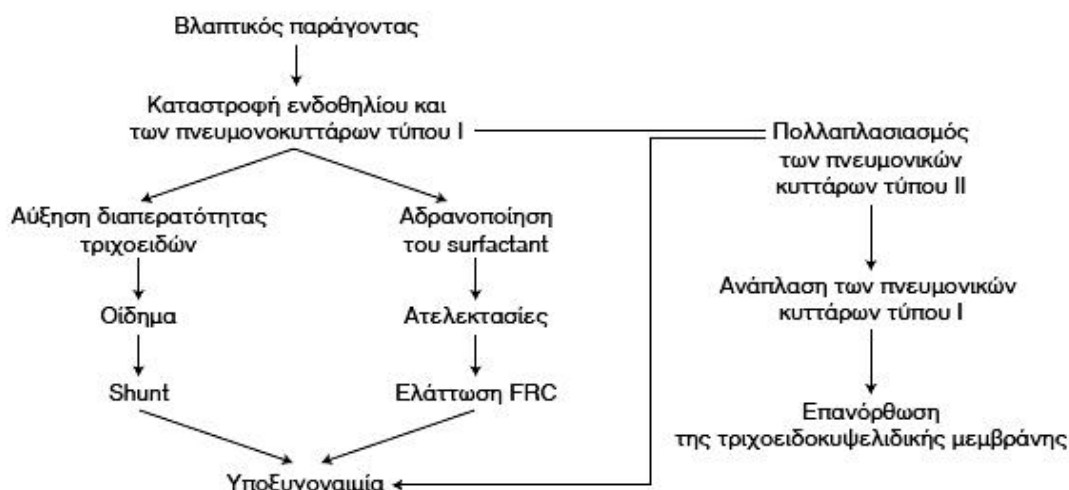 Βλαπτικός παράγοντας
Καταστροφή ενδοθηλίου και
των πνευμονοκυττάρων τύπου I
Πολλαπλασιασμός
των πνευμονικών
κυττάρων τύπου II
Αύξηση διαπερατότητας
τριχοειδών
Αδρανοποίηση
του surfactant
Ανάπλαση των πνευμονικών
κυττάρων τύπου I
Οίδημα
Ατελεκτασίες
Shunt
Ελάττωση FRC
Επανόρθωση
της τριχοειδοκυψελιδικής μεμβράνης
Υποξυγοναιμία